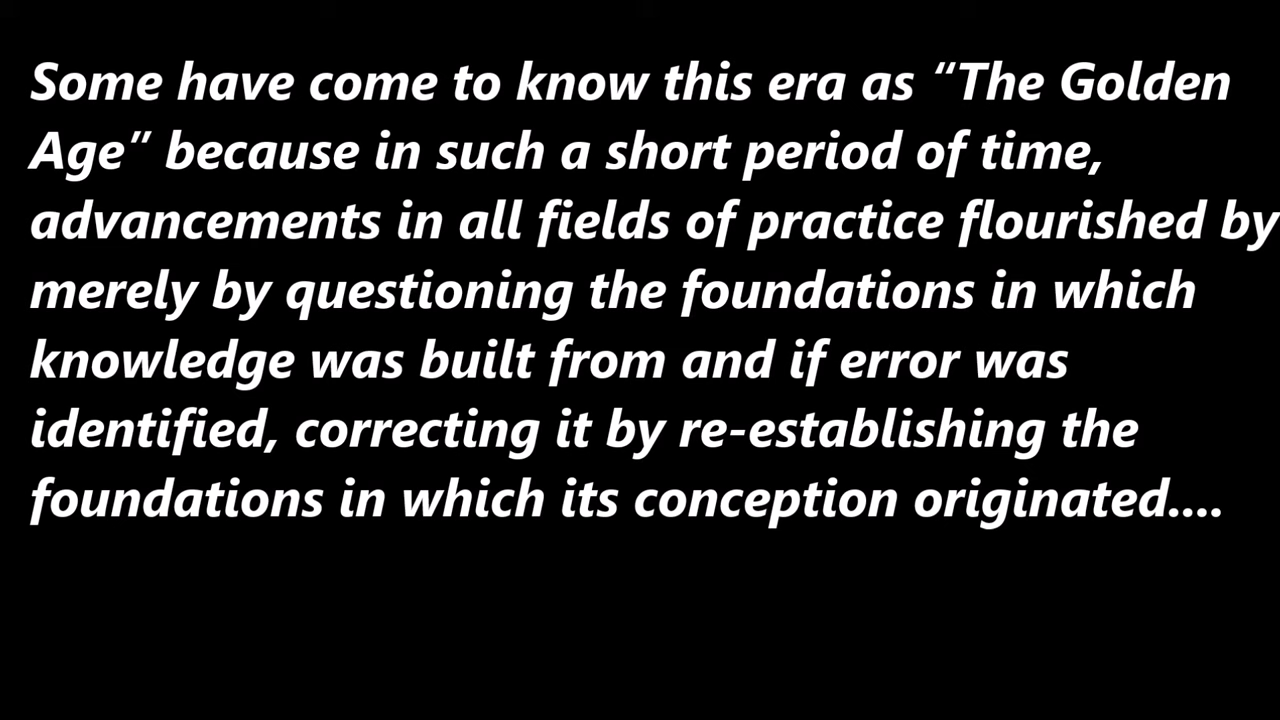 Some have come to know this era as “The Golden
Age” because in such a short period of time,
advancements in all fields of practice flourished by
merely by questioning the foundations in which
knowledge was built from and if error was
identified, correcting it by re-establishing the
foundations in which its conception originated....